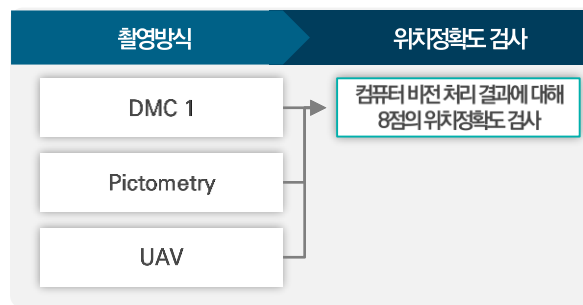 촬영방식
위치정확도 검사
DMC 1
컴퓨터 비전 처리 결과에 대해
8점의 위치정확도 검사
Pictometry
UAV